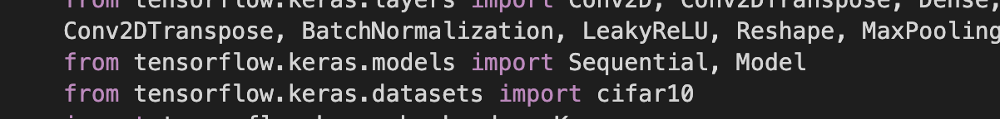 from tensorflow.keras.layers import Conv2D, Conv2DTranspose, Dense,
Conv2DTranspose, BatchNormalization, LeakyReLU, Reshape, MaxPooling
from tensorflow.keras.models import Sequential, Model
from tensorflow.keras.datasets import cifar10
import